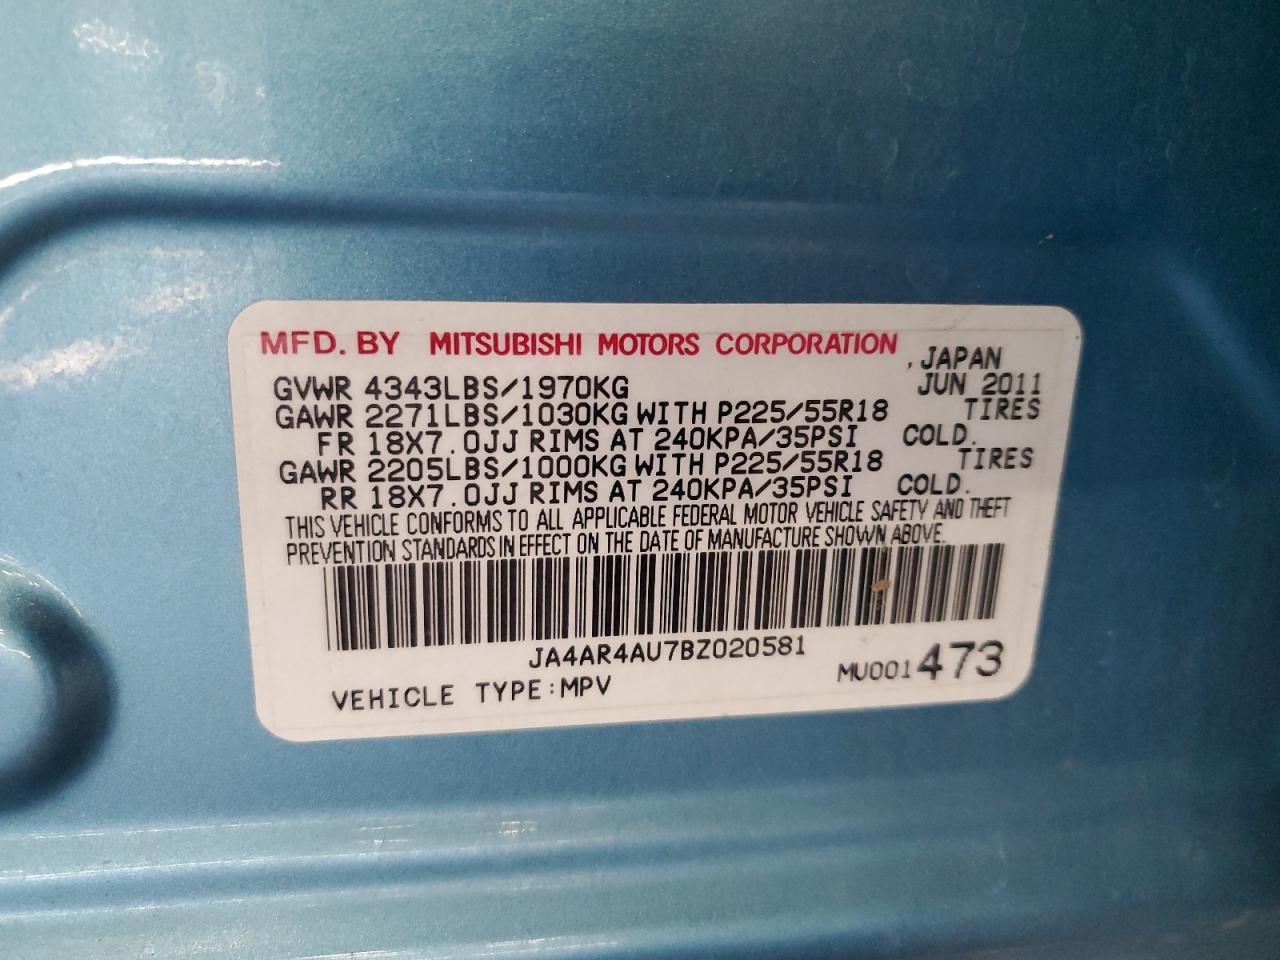 MFD. BY MITSUBISHI MOTORS CORPORATION , JAPAN
GVWR 4343LBS/1970KG JUN 2011
GAWR 2271LBS/1030KG WITH P225/55R18 TIRES
FR 18X7.0JJ RIMS AT 240KPA/35PSI COLD.
GAWR 2205LBS/1000KG WITH P225/55R18 TIRES
RR 18X7.0JJ RIMS AT 240KPA/35PSI COLD.
THIS VEHICLE CONFORMS TO ALL APPLICABLE FEDERAL MOTOR VEHICLE SAFETY AND THEFT
PREVENTION STANDARDS IN EFFECT ON THE DATE OF MANUFACTURE SHOWN ABOVE.
JA4AR4AU7BZ020581
VEHICLE TYPE:MPV MU001473